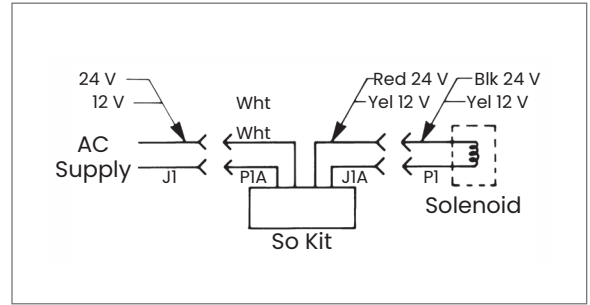 24 V
12 V
Wht
Wht
Red 24 V
Yel 12 V
Blk 24 V
Yel 12 V
AC
Supply
J1
P1A
J1A
P1
Solenoid
So Kit